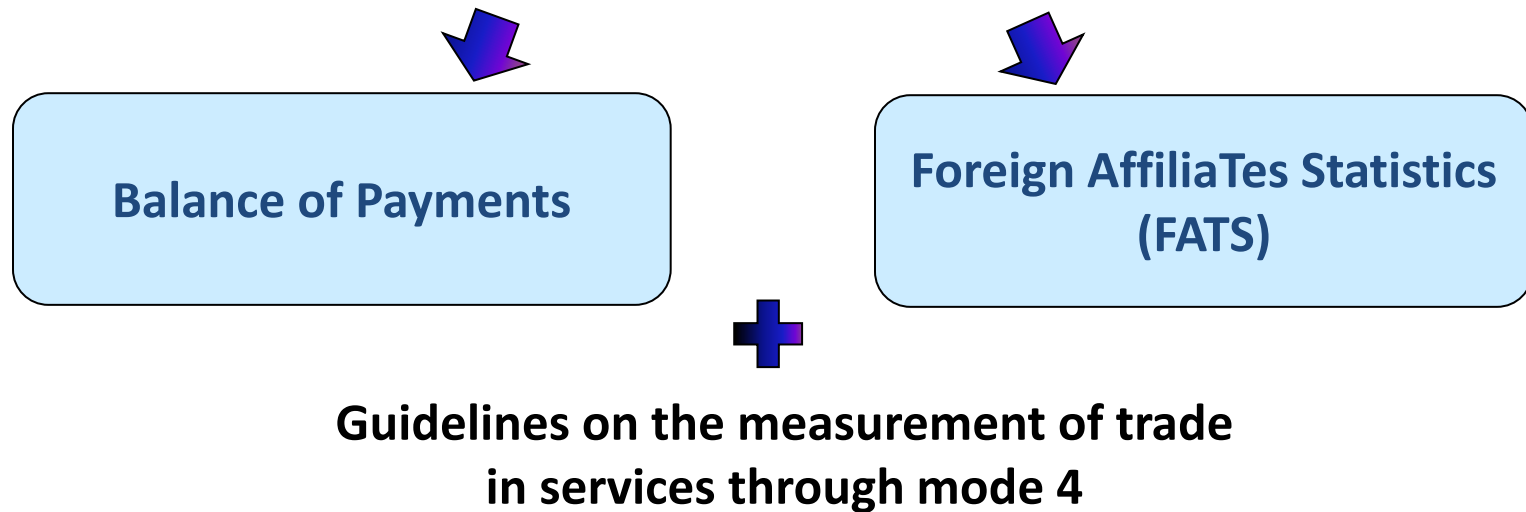 Balance of Payments
Foreign AffiliaTes Statistics
(FATS)
Guidelines on the measurement of trade
in services through mode 4